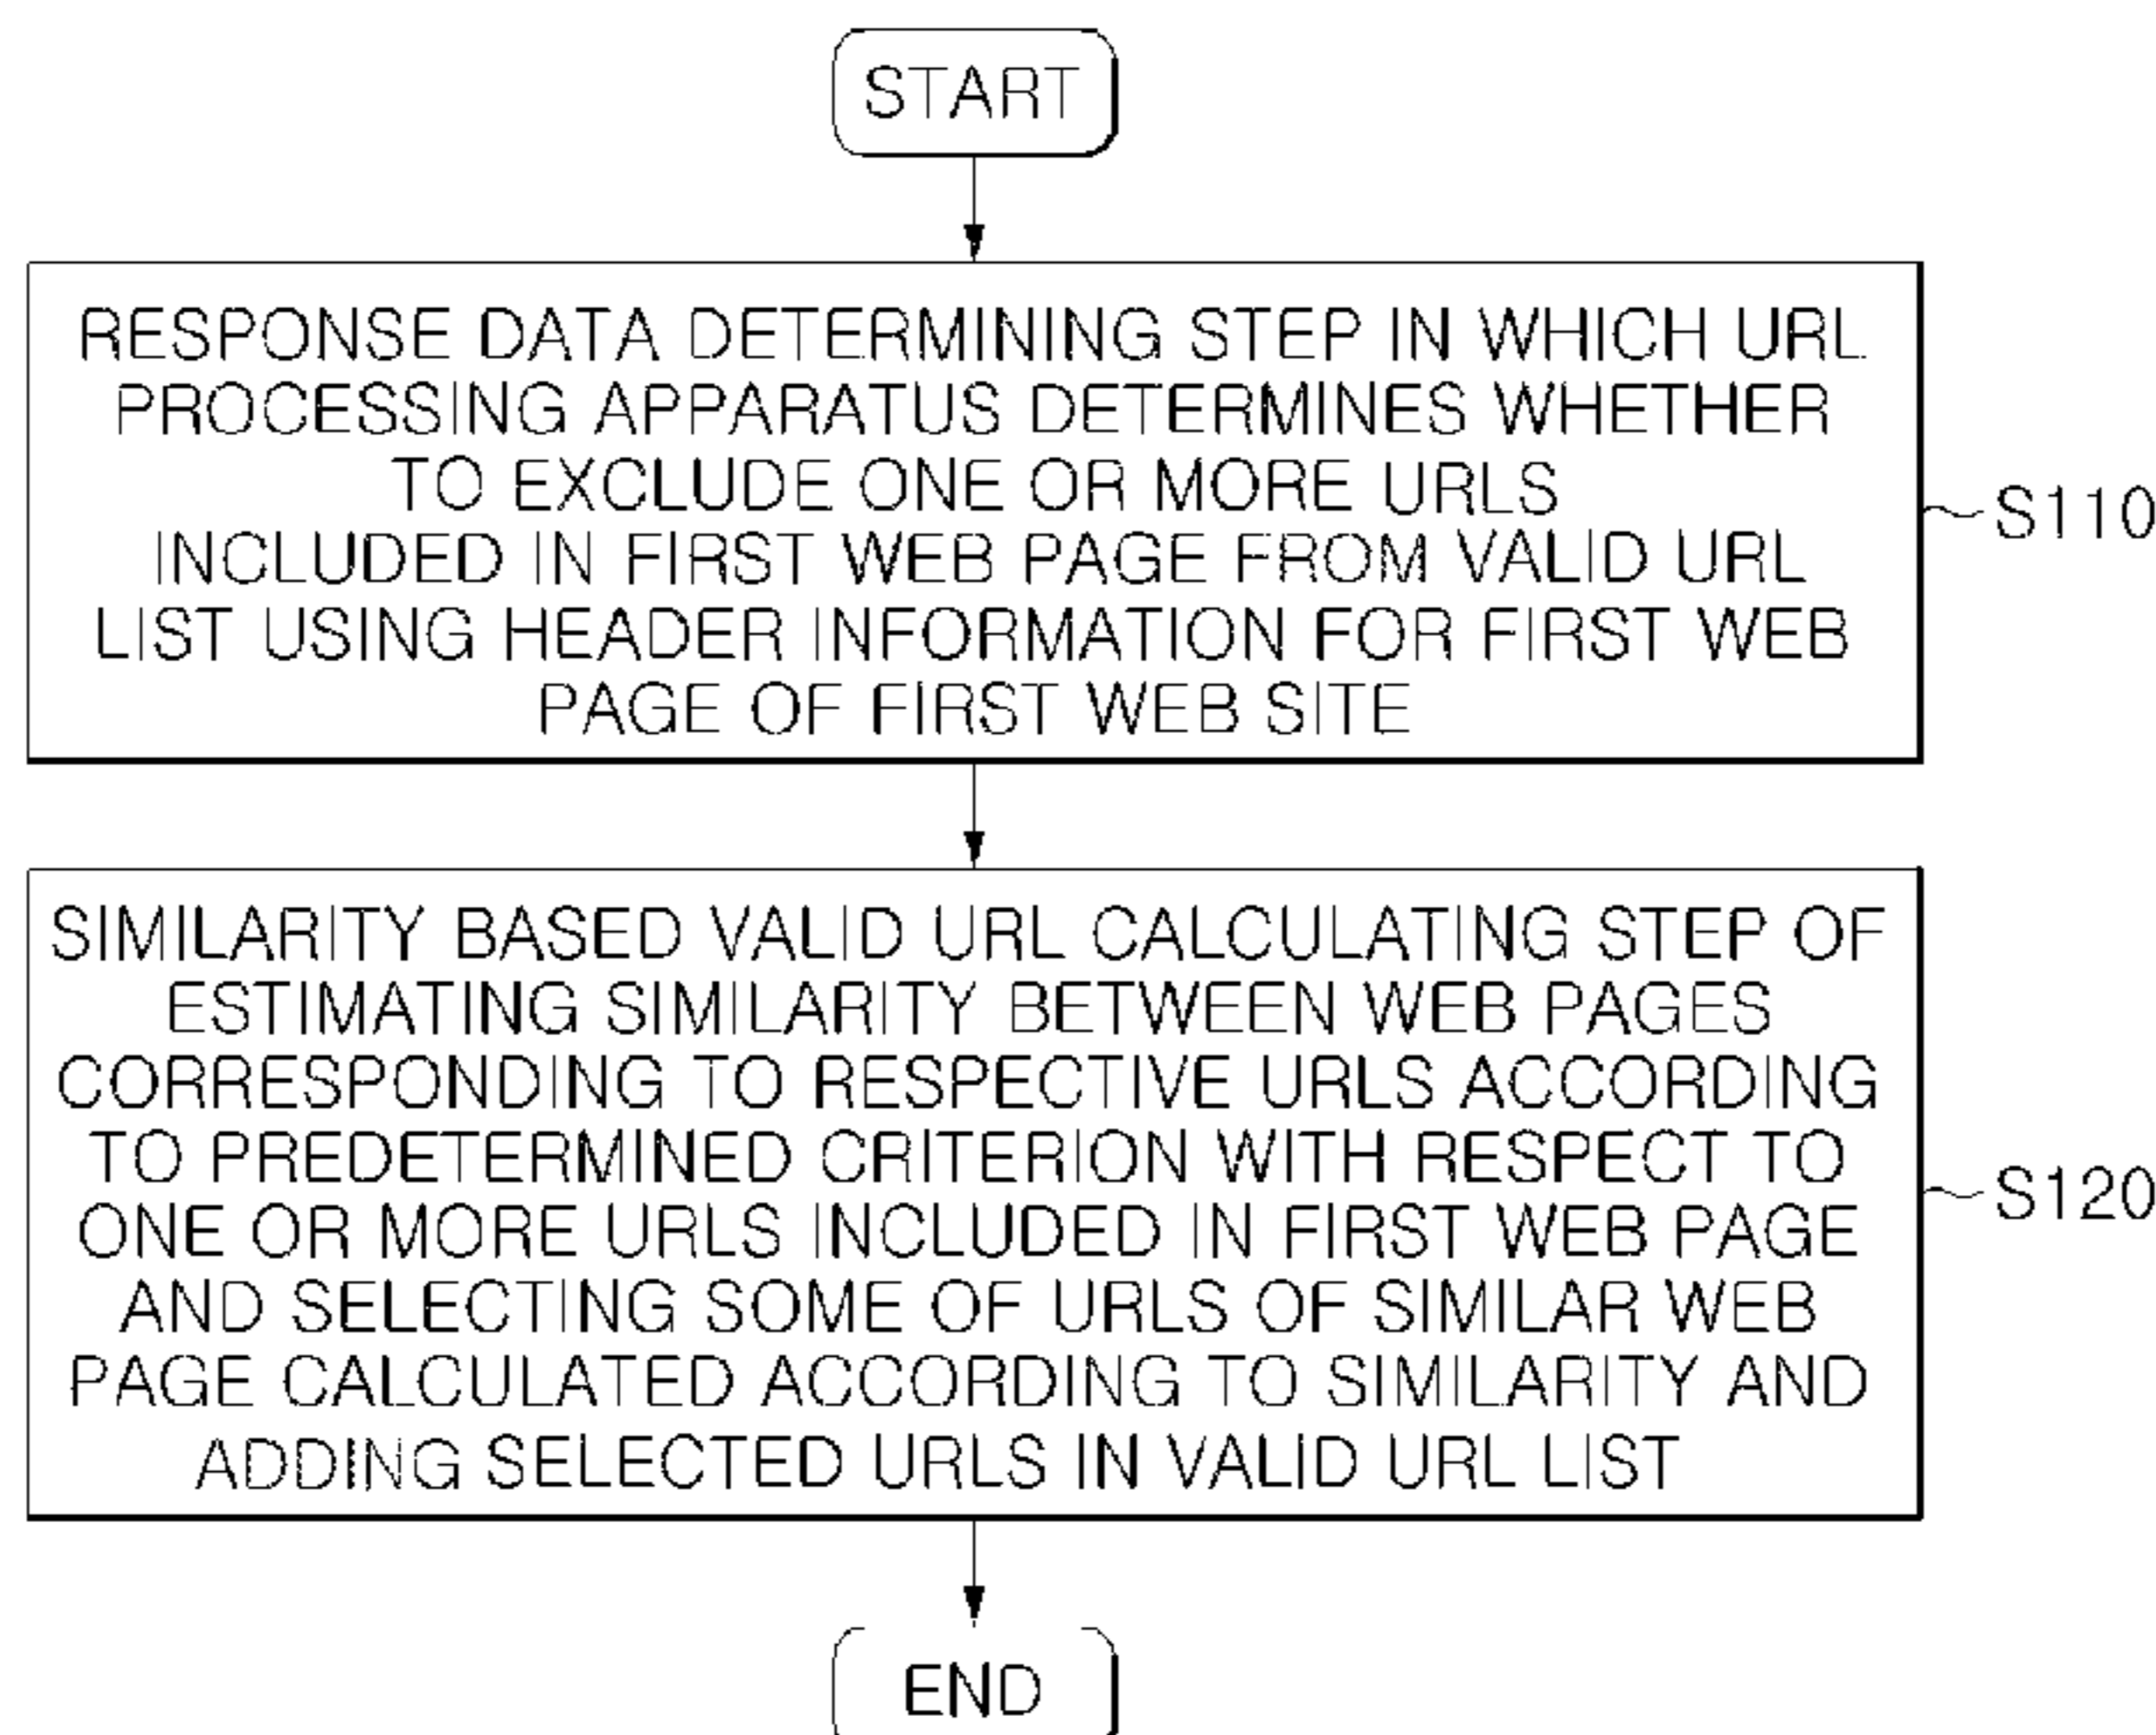 START
RESPONSE DATA DETERMINING STEP IN WHICH URL
PROCESSING APPARATUS DETERMINES WHETHER
TO EXCLUDE ONE OR MORE URLS
INCLUDED IN FIRST WEB PAGE FROM VALID URL
LIST USING HEADER INFORMATION FOR FIRST WEB
PAGE OF FIRST WEB SITE
S110
SIMILARITY BASED VALID URL CALCULATING STEP OF
ESTIMATING SIMILARITY BETWEEN WEB PAGES
CORRESPONDING TO RESPECTIVE URLS ACCORDING
TO PREDETERMINED CRITERION WITH RESPECT TO
ONE OR MORE URLS INCLUDED IN FIRST WEB PAGE
AND SELECTING SOME OF URLS OF SIMILAR WEB
PAGE CALCULATED ACCORDING TO SIMILARITY AND
ADDING SELECTED URLS IN VALID URL LIST
S120
END